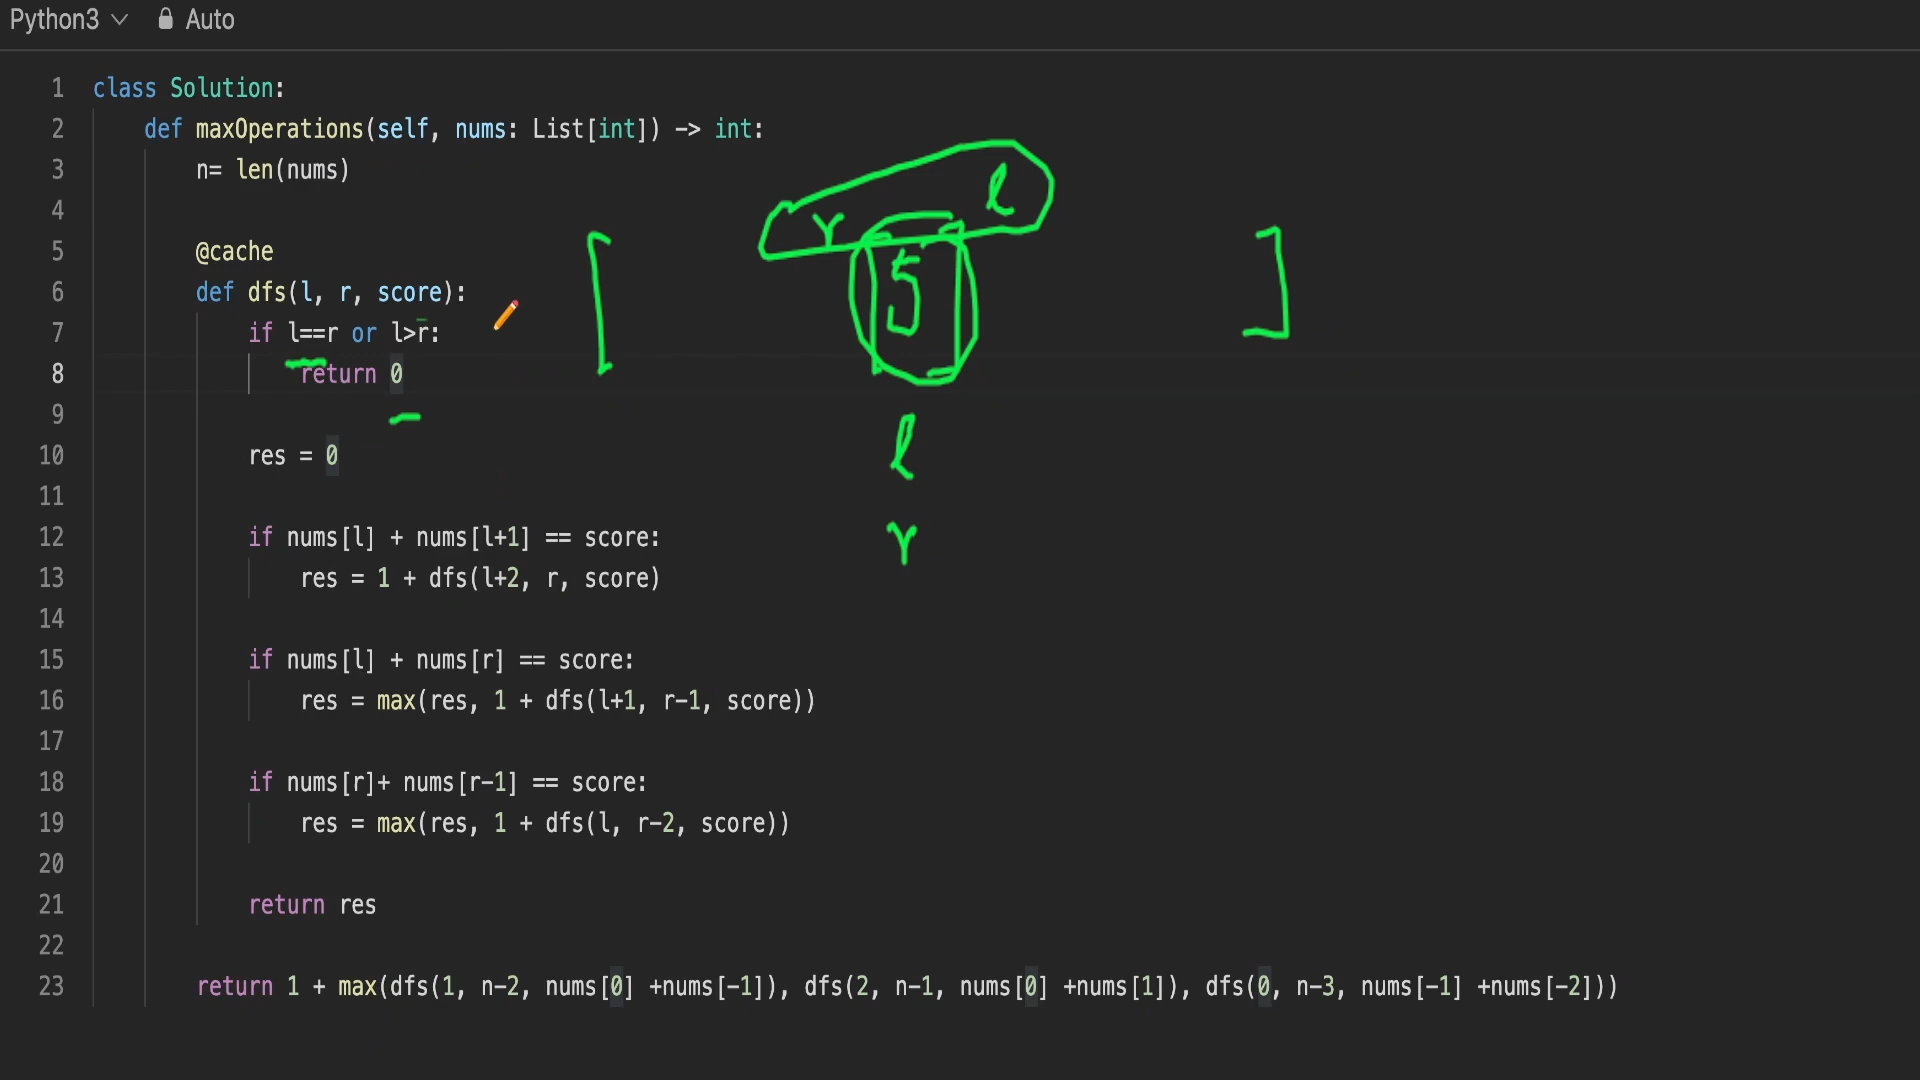 Python3 Auto
1 class Solution:
2 def maxOperations(self, nums: List[int]) -> int:
3 n= len(nums)
4
5 @cache
6 def dfs(l, r, score):
7 if l==r or l>r:
8 return 0
9
10 res = 0
11
12 if nums[l] + nums[l+1] == score:
13 res = 1 + dfs(l+2, r, score)
14
15 if nums[l] + nums[r] == score:
16 res = max(res, 1 + dfs(l+1, r-1, score))
17
18 if nums[r]+ nums[r-1] == score:
19 res = max(res, 1 + dfs(l, r-2, score))
20
21 return res
22
23 return 1 + max(dfs(1, n-2, nums[0] +nums[-1]), dfs(2, n-1, nums[0] +nums[1]), dfs(0, n-3, nums[-1] +nums[-2]))
r l
[ 5 ]
l
r